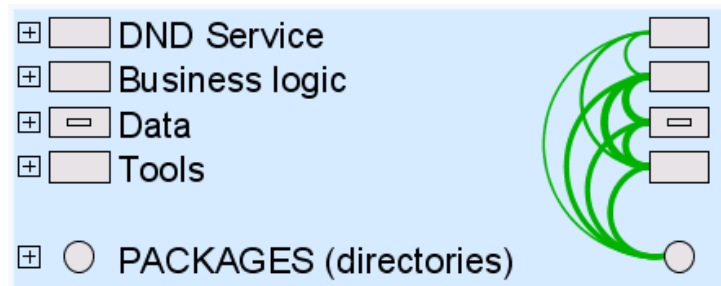 DND Service
Business logic
Data
Tools
PACKAGES (directories)